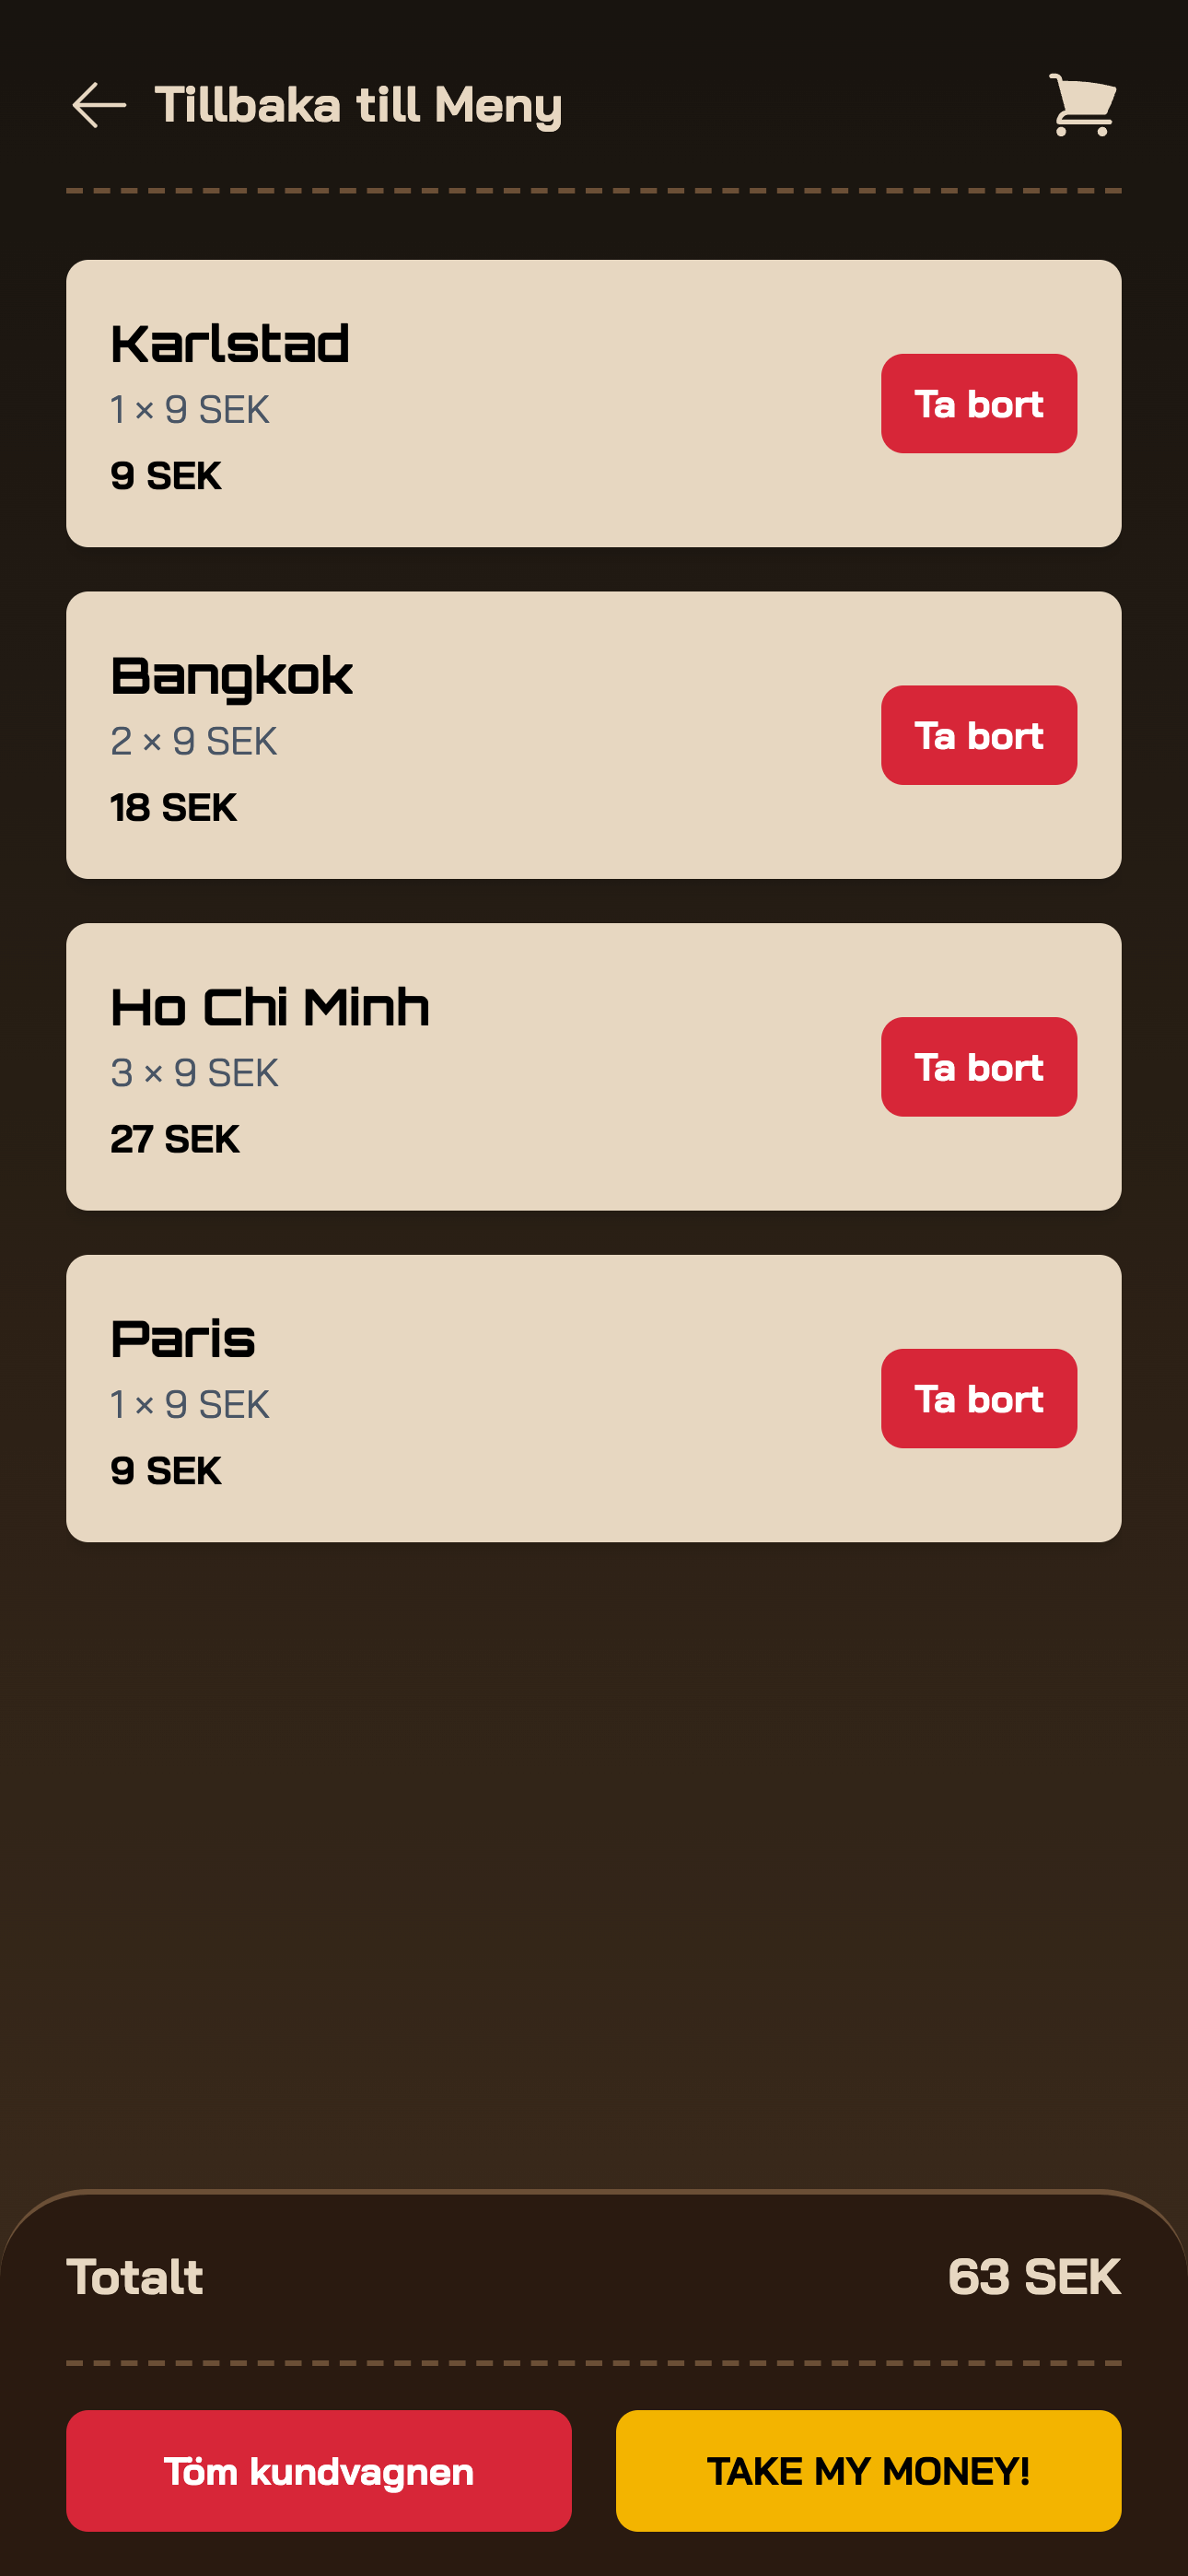 Tillbaka till Meny
Karlstad
1 × 9 SEK
9 SEK
Ta bort
Bangkok
2 × 9 SEK
18 SEK
Ta bort
Ho Chi Minh
3 × 9 SEK
27 SEK
Ta bort
Paris
1 × 9 SEK
9 SEK
Ta bort
Totalt 63 SEK
Töm kundvagnen
TAKE MY MONEY!